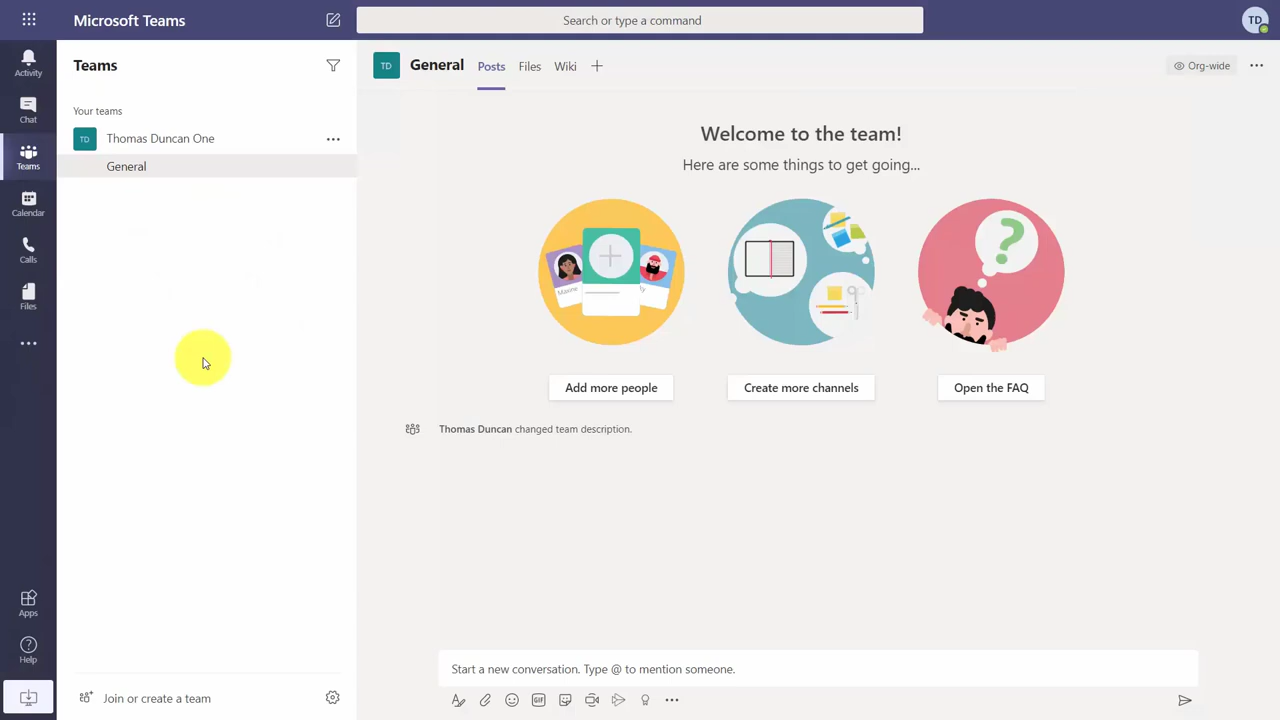 Microsoft Teams
Search or type a command
TD
Activity
Chat
Teams
Calendar
Calls
Files
Apps
Help
Teams
Your teams
TD
Thomas Duncan One
General
Join or create a team
TD
General
Posts
Files
Wiki
Org-wide
Welcome to the team!
Here are some things to get going...
Maxine
Add more people
Create more channels
Open the FAQ
Thomas Duncan changed team description.
Start a new conversation. Type @ to mention someone.
GIF